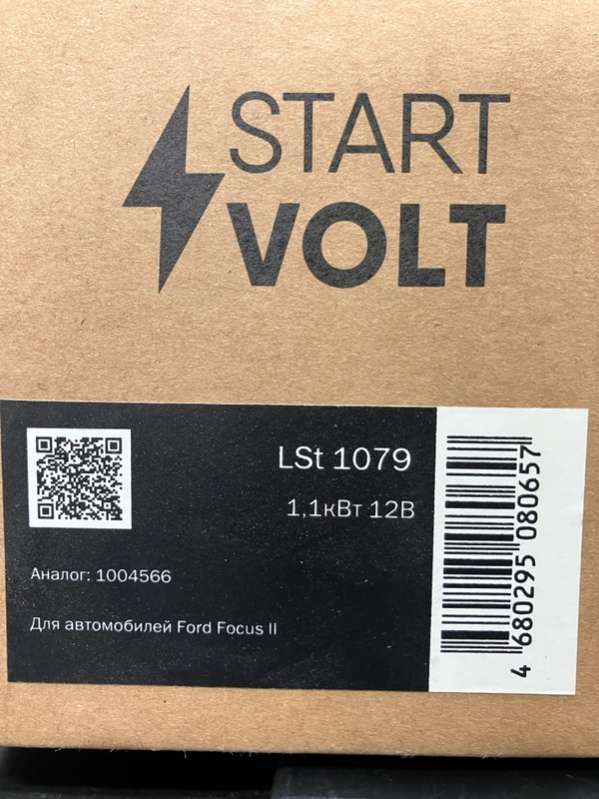 START
VOLT
LSt 1079
1,1кВт 12В
Аналог: 1004566
Для автомобилей Ford Focus II
4 680295 080657